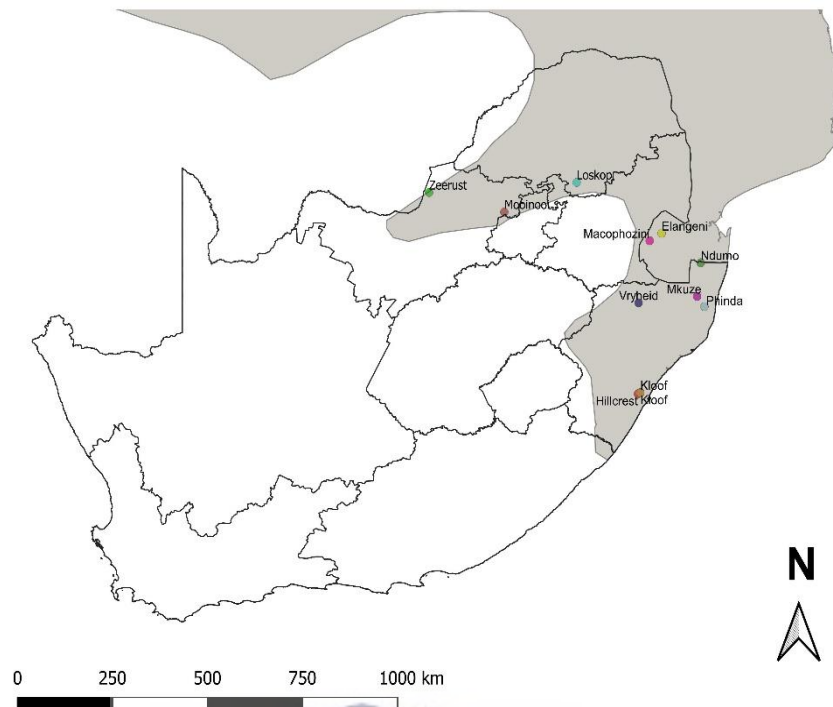 Loskop
Zeerust
Mooinooi
Elangeni
Macophozini
Ndumo
Mkuze
Vryheid
Phinda
Kloof
Hillcrest Kloof
N
0 250 500 750 1000 km